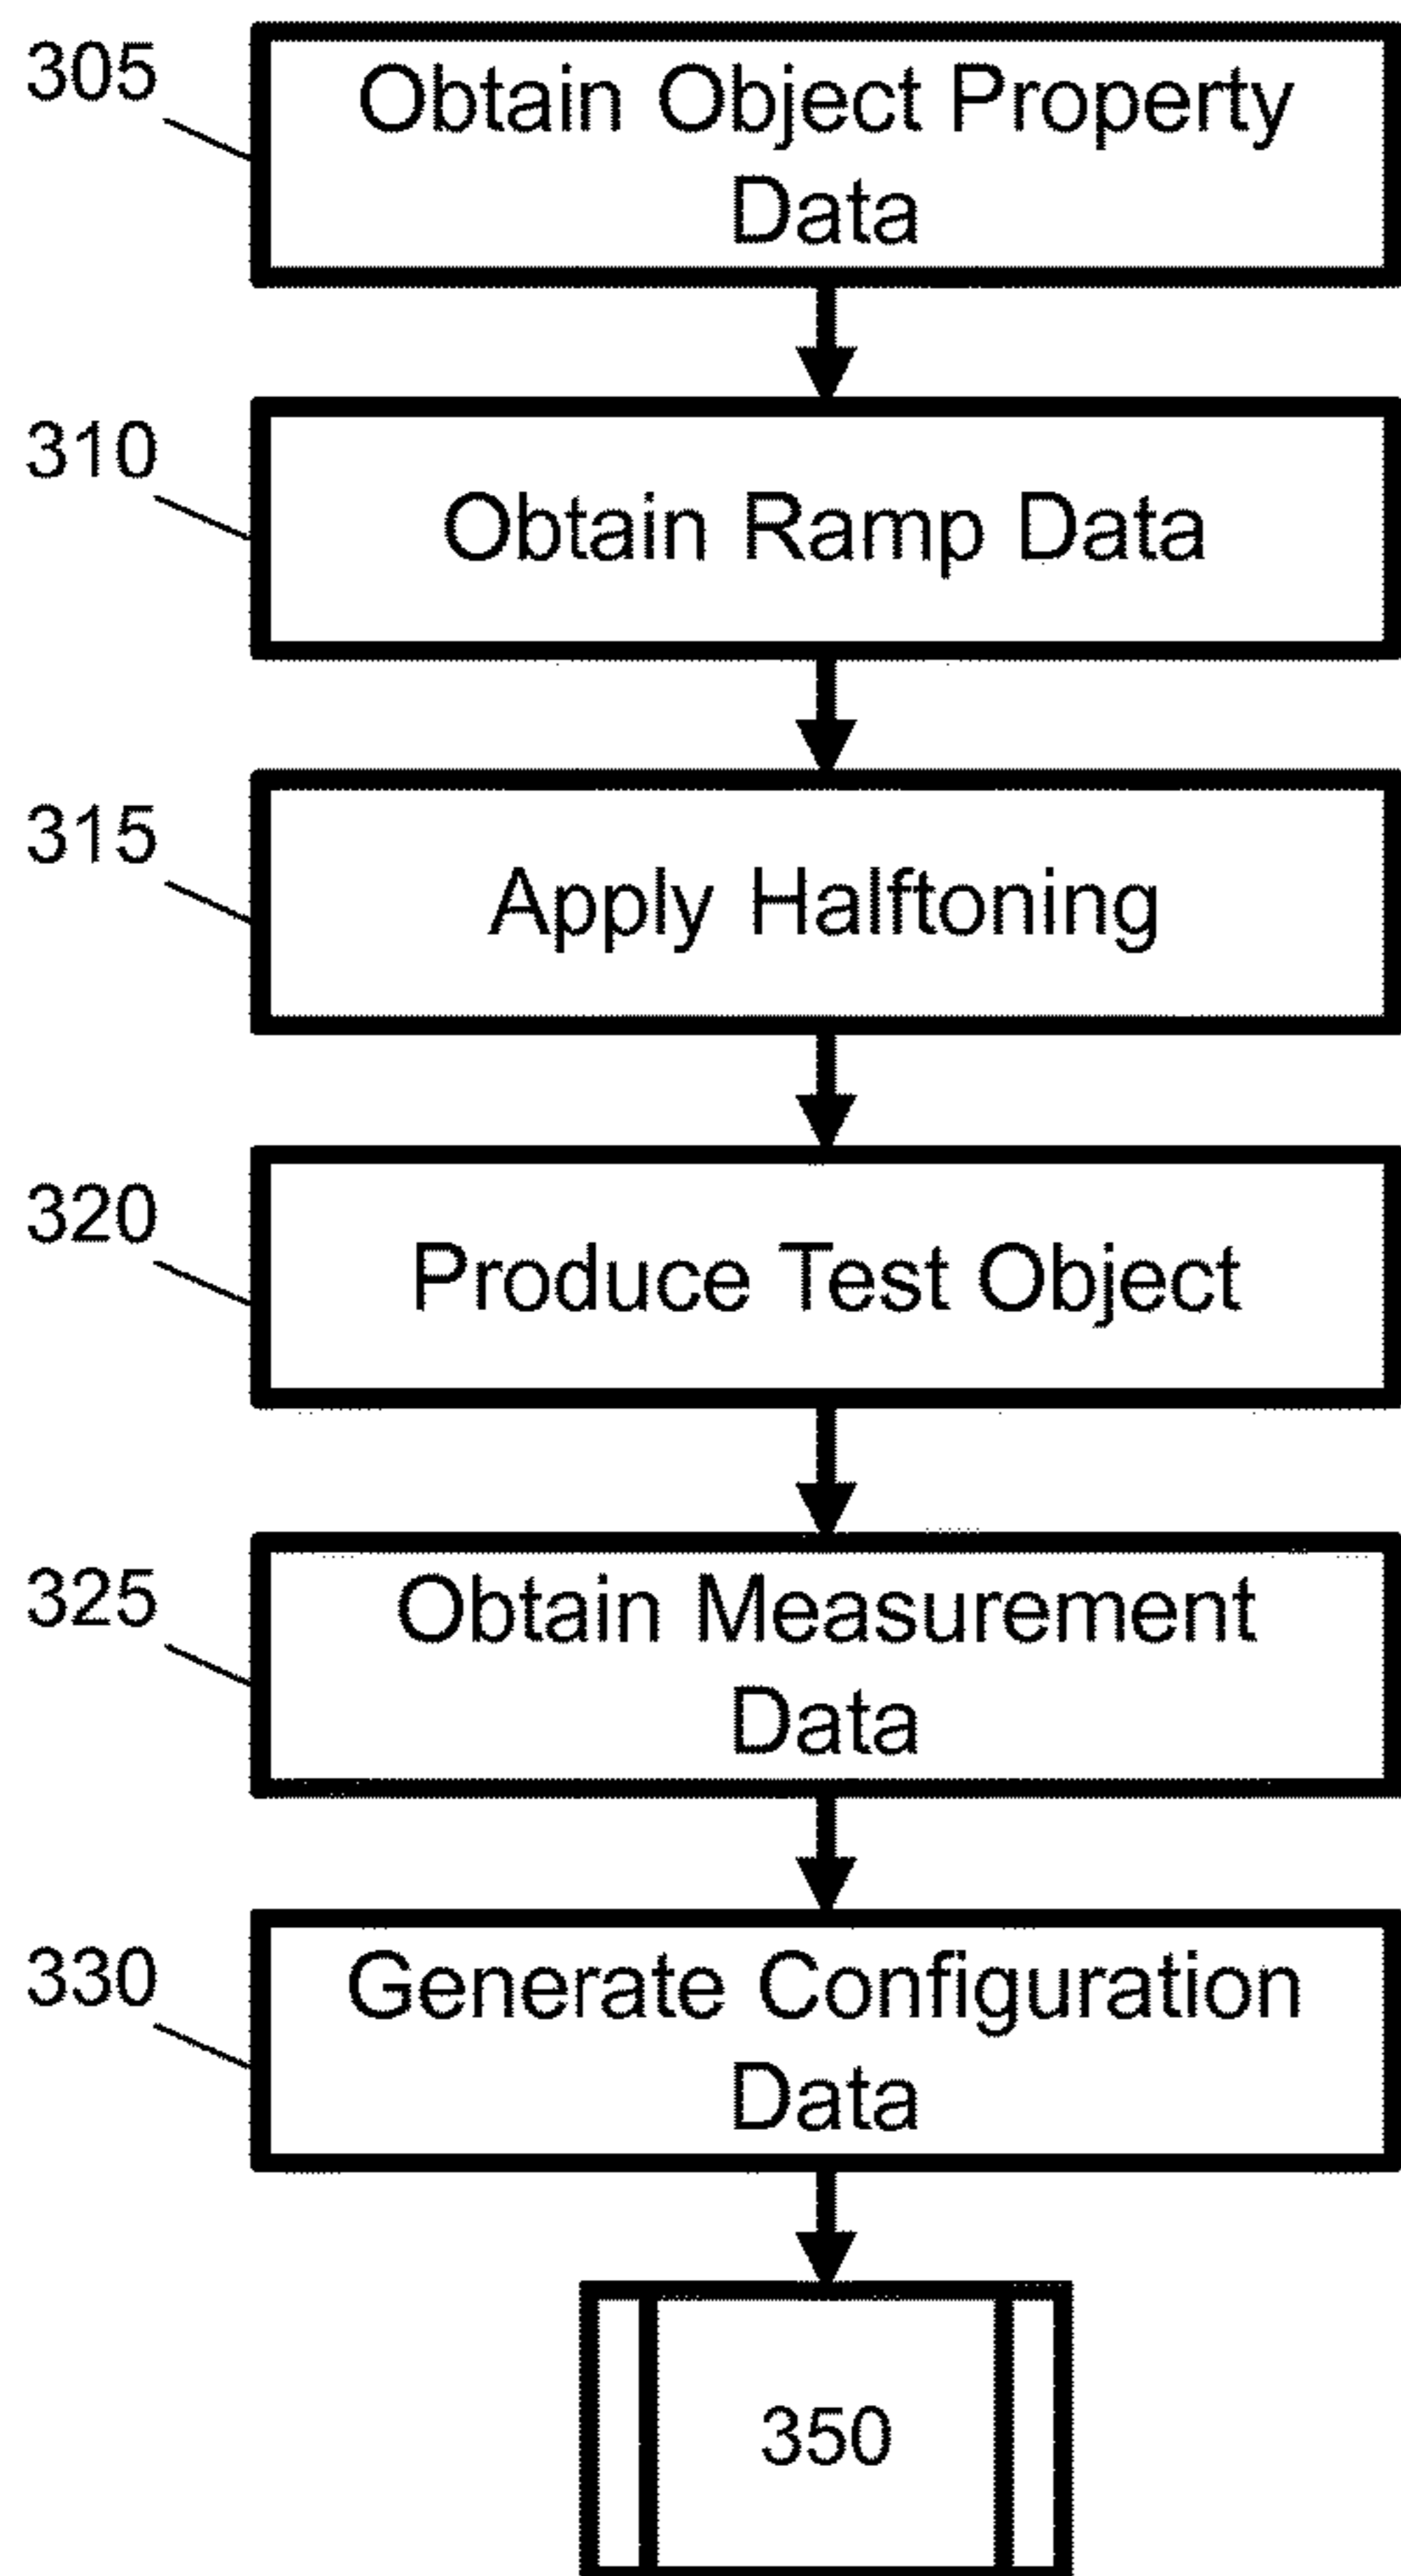 305
Obtain Object Property
Data
310
Obtain Ramp Data
315
Apply Halftoning
320
Produce Test Object
325
Obtain Measurement
Data
330
Generate Configuration
Data
350